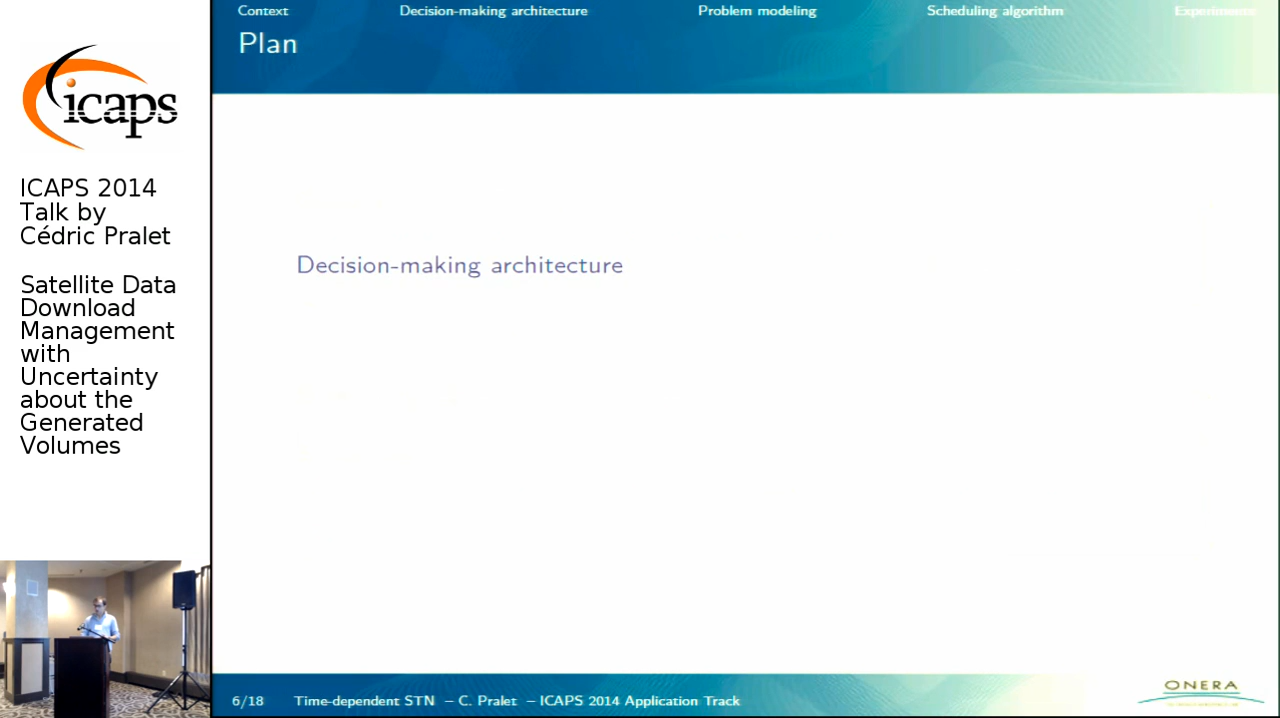 Context Decision-making architecture Problem modeling Scheduling algorithm Experiments
Plan
icaps
ICAPS 2014
Talk by
Cédric Pralet
Satellite Data
Download
Management
with
Uncertainty
about the
Generated
Volumes
Decision-making architecture
6/18 Time-dependent STN – C. Pralet – ICAPS 2014 Application Track
ONERA